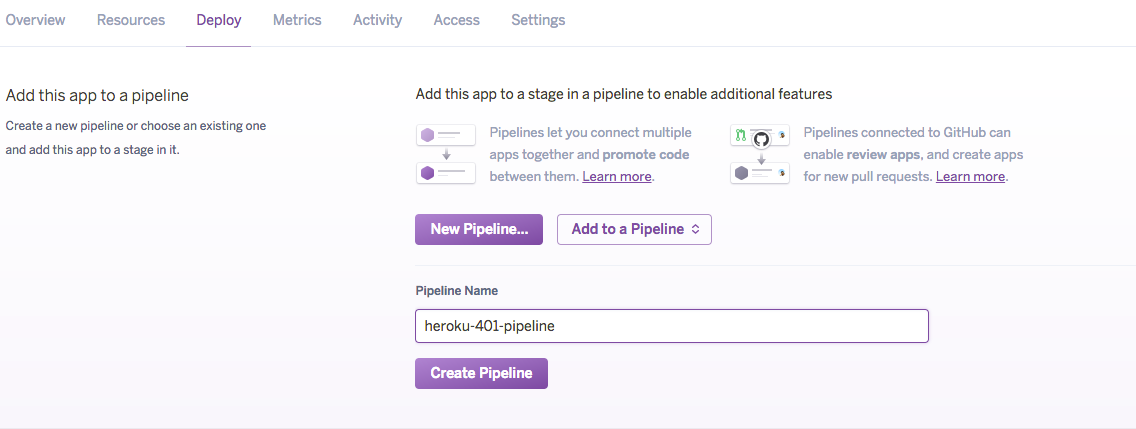 Overview Resources Deploy Metrics Activity Access Settings
Add this app to a pipeline
Create a new pipeline or choose an existing one
and add this app to a stage in it.
Add this app to a stage in a pipeline to enable additional features
Pipelines let you connect multiple
apps together and promote code
between them. Learn more.
Pipelines connected to GitHub can
enable review apps, and create apps
for new pull requests. Learn more.
New Pipeline... Add to a Pipeline
Pipeline Name
heroku-401-pipeline
Create Pipeline